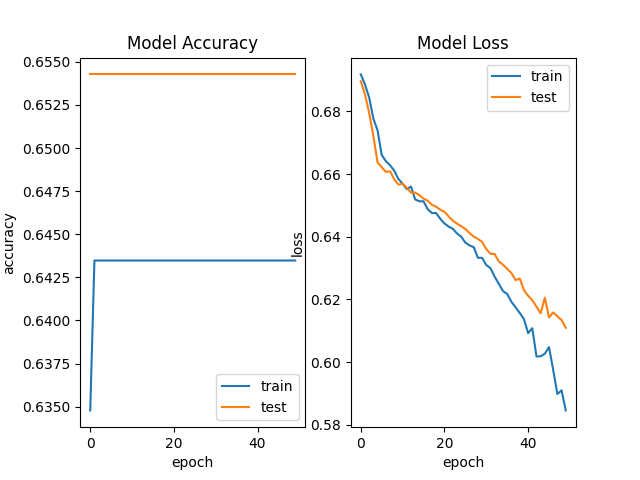 Model Accuracy
0.6550
0.6525
0.6500
0.6475
0.6450
0.6425
0.6400
0.6375
0.6350
accuracy
0
20
40
epoch
train
test
Model Loss
0.68
0.66
0.64
0.62
0.60
0.58
loss
0
20
40
epoch
train
test